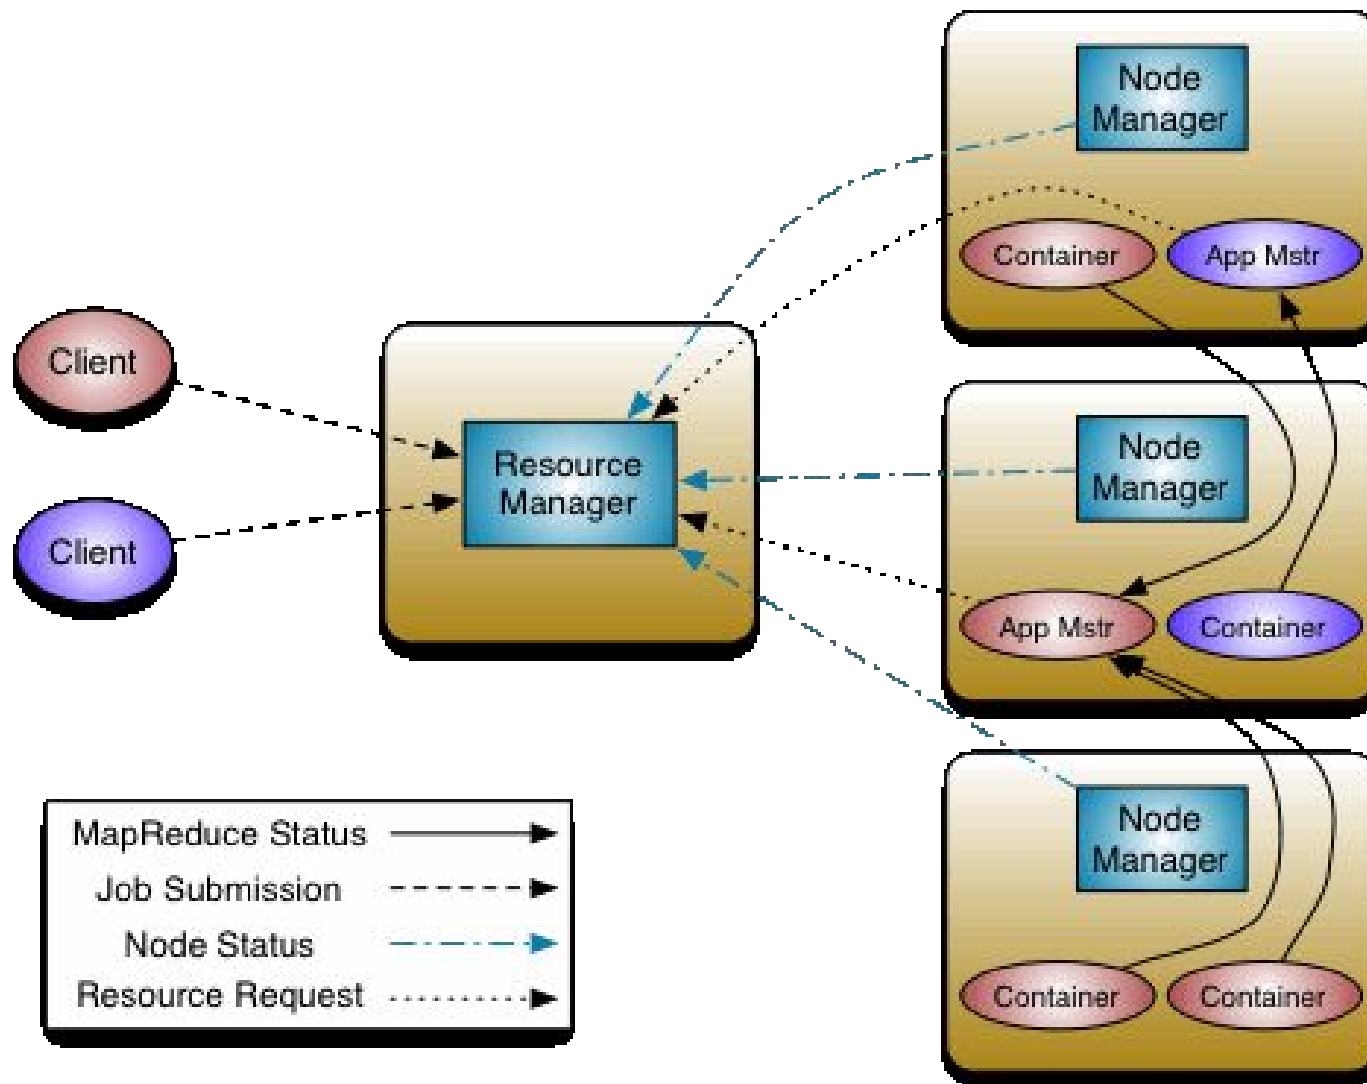 Client
Client
Resource
Manager
Node
Manager
Container
App Mstr
Node
Manager
App Mstr
Container
Node
Manager
Container
Container
MapReduce Status
Job Submission
Node Status
Resource Request